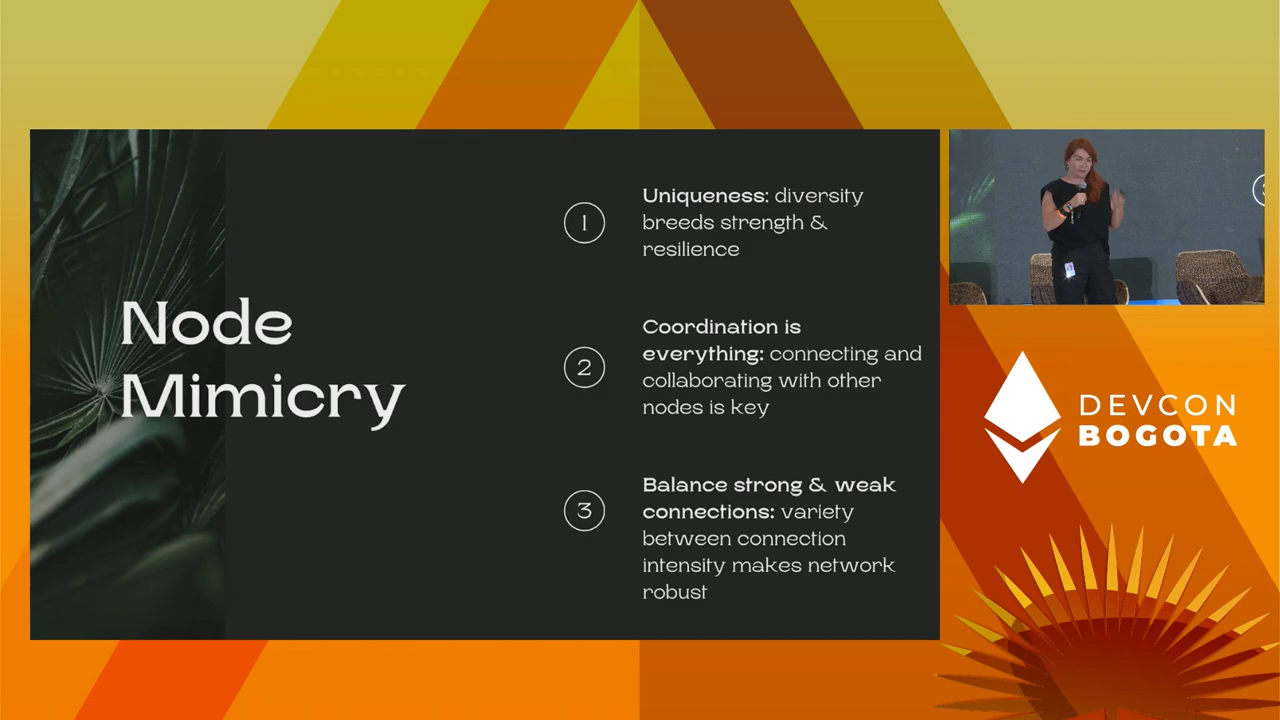 Node
Mimicry
1
Uniqueness: diversity
breeds strength &
resilience
2
Coordination is
everything: connecting and
collaborating with other
nodes is key
3
Balance strong & weak
connections: variety
between connection
intensity makes network
robust
DEVCON
BOGOTA